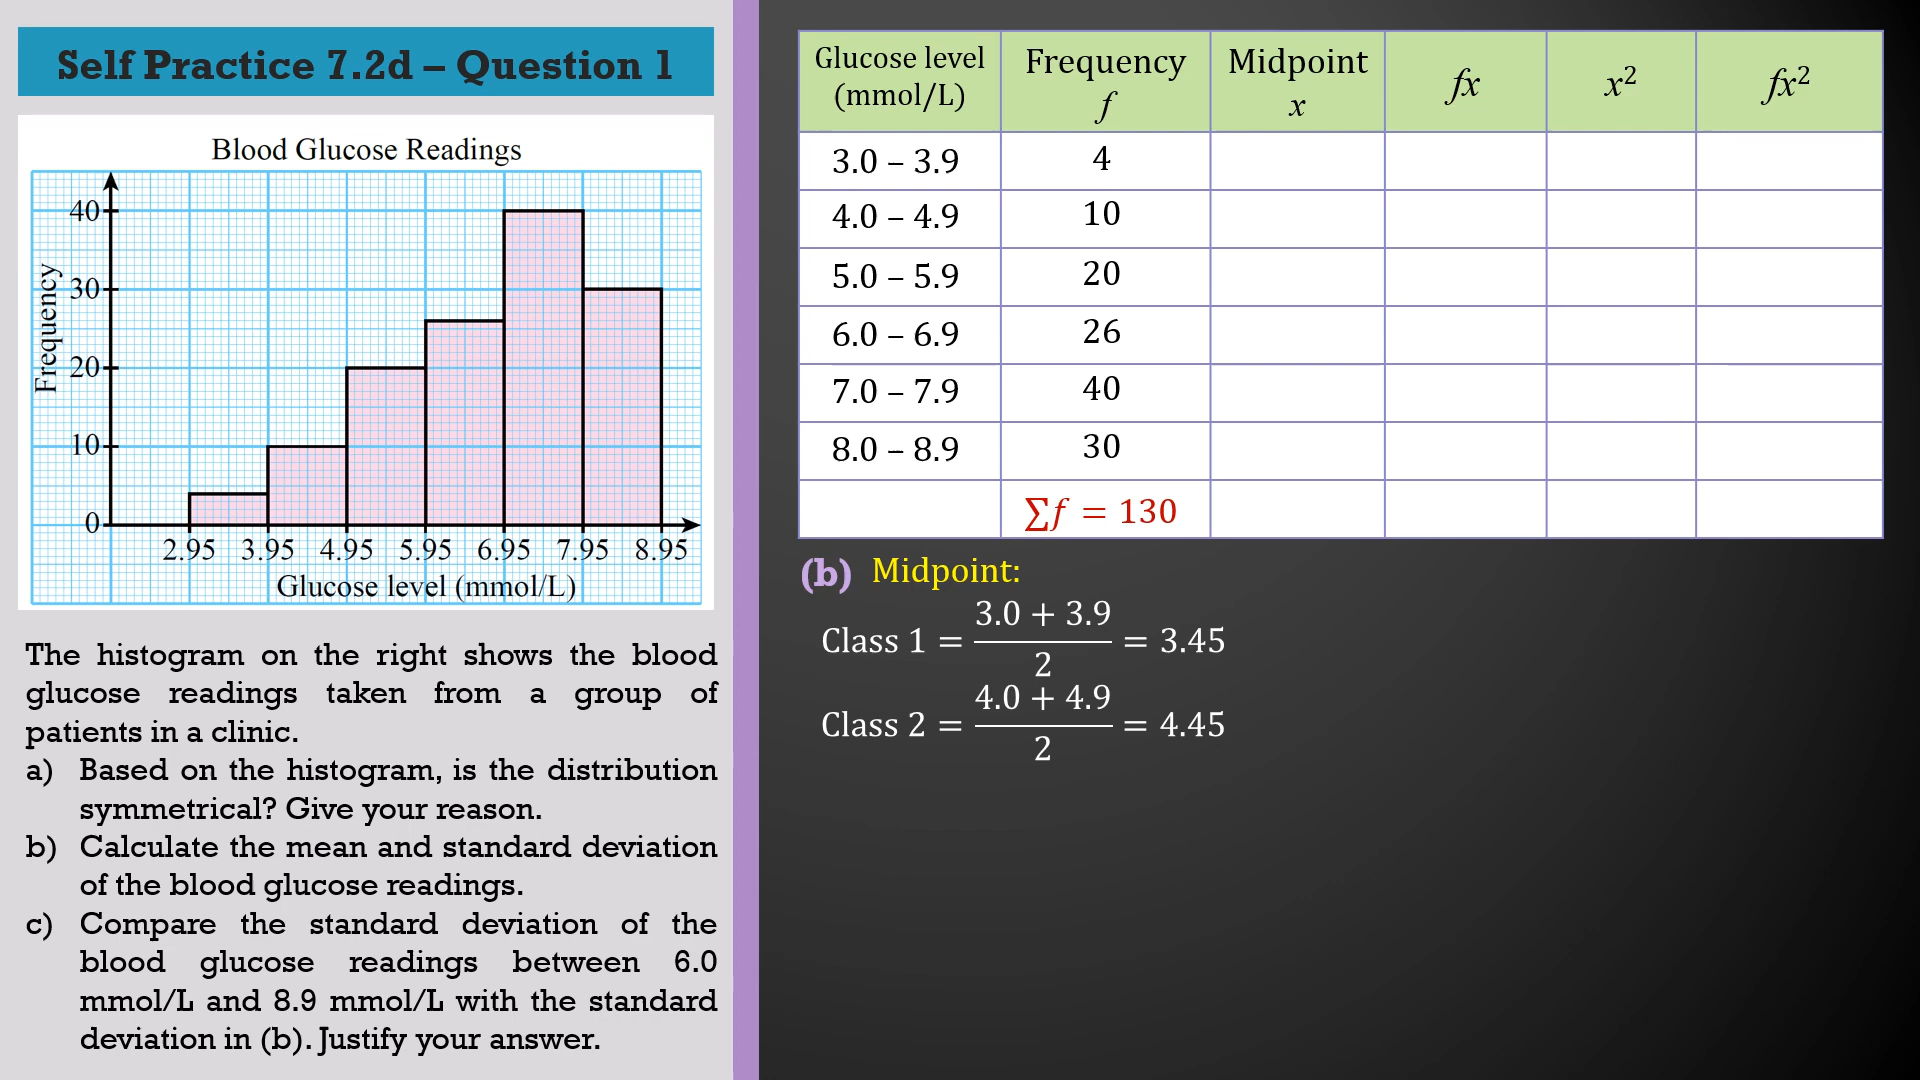 Self Practice 7.2d – Question 1
Blood Glucose Readings
Frequency
40
30
20
10
0
2.95 3.95 4.95 5.95 6.95 7.95 8.95
Glucose level (mmol/L)
The histogram on the right shows the blood
glucose readings taken from a group of
patients in a clinic.
a) Based on the histogram, is the distribution
symmetrical? Give your reason.
b) Calculate the mean and standard deviation
of the blood glucose readings.
c) Compare the standard deviation of the
blood glucose readings between 6.0
mmol/L and 8.9 mmol/L with the standard
deviation in (b). Justify your answer.
Glucose level (mmol/L) Frequency f Midpoint x fx x² fx²
3.0 – 3.9 4
4.0 – 4.9 10
5.0 – 5.9 20
6.0 – 6.9 26
7.0 – 7.9 40
8.0 – 8.9 30
∑f = 130
(b) Midpoint:
Class 1 = (3.0 + 3.9)/2 = 3.45
Class 2 = (4.0 + 4.9)/2 = 4.45